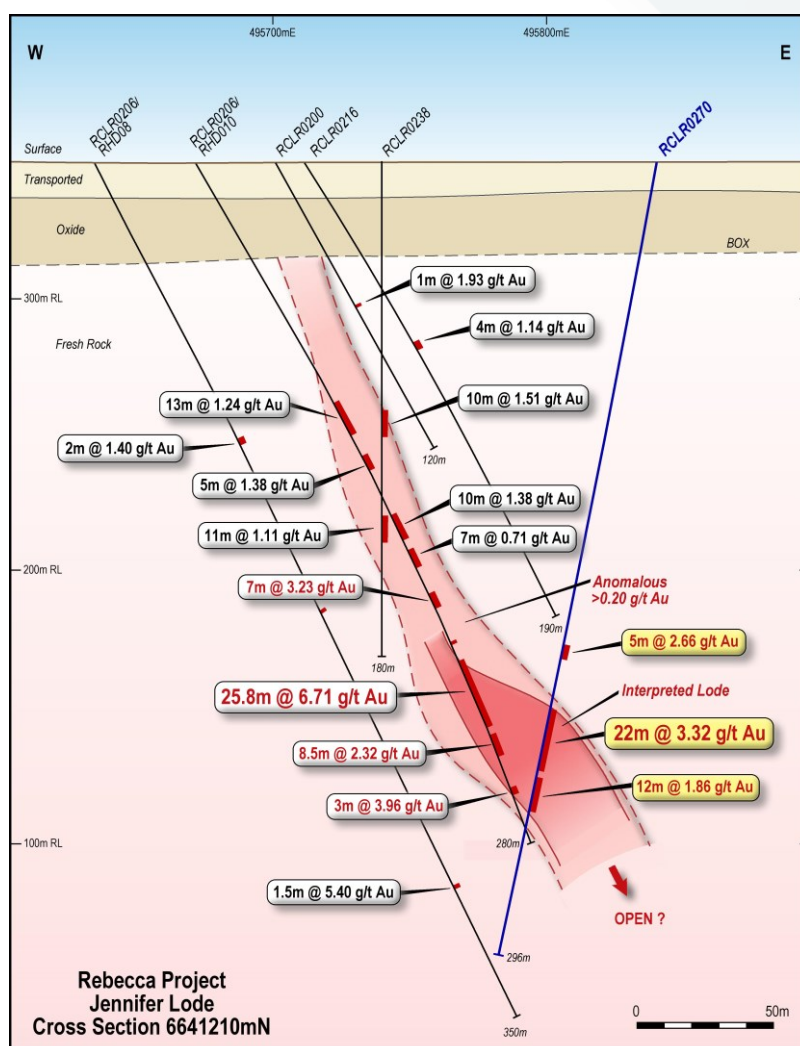 495700mE
495800mE
W
E
RCLR0206/
RHD08
RCLR0206/
RHD010
RCLR0200
RCLR0216
RCLR0238
RCLR0270
Surface
Transported
Oxide
BOX
1m @ 1.93 g/t Au
300m RL
4m @ 1.14 g/t Au
Fresh Rock
13m @ 1.24 g/t Au
10m @ 1.51 g/t Au
2m @ 1.40 g/t Au
120m
5m @ 1.38 g/t Au
10m @ 1.38 g/t Au
11m @ 1.11 g/t Au
7m @ 0.71 g/t Au
200m RL
7m @ 3.23 g/t Au
Anomalous
>0.20 g/t Au
190m
5m @ 2.66 g/t Au
180m
25.8m @ 6.71 g/t Au
Interpreted Lode
22m @ 3.32 g/t Au
8.5m @ 2.32 g/t Au
12m @ 1.86 g/t Au
3m @ 3.96 g/t Au
100m RL
280m
1.5m @ 5.40 g/t Au
OPEN ?
296m
Rebecca Project
Jennifer Lode
Cross Section 6641210mN
350m
0
50m